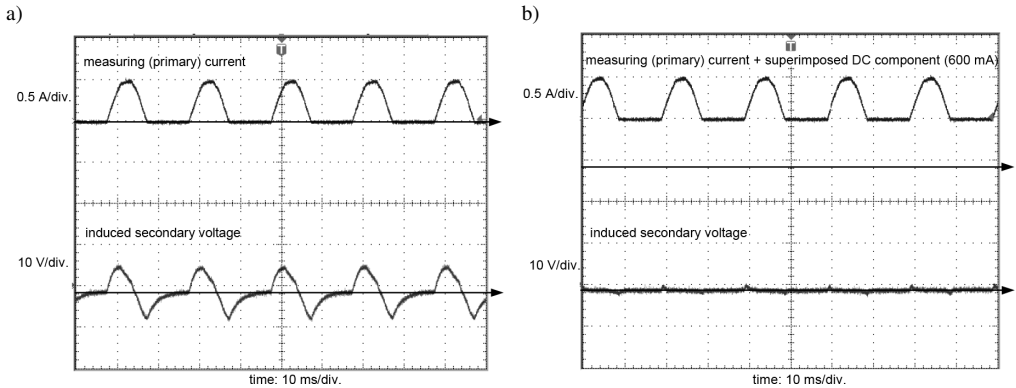 a)
T
measuring (primary) current
0.5 A/div.
induced secondary voltage
10 V/div.
time: 10 ms/div.
b)
T
measuring (primary) current + superimposed DC component (600 mA)
0.5 A/div.
induced secondary voltage
10 V/div.
time: 10 ms/div.